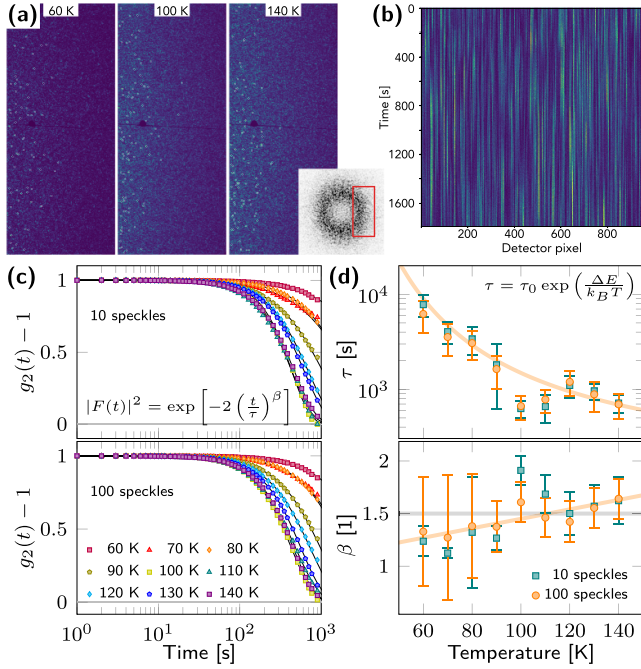 (a)
60 K
100 K
140 K
(b)
Time [s]
0
400
800
1200
1600
200
400
600
800
Detector pixel
(c)
g₂(t) − 1
1
0.5
0
10 speckles
|F(t)|² = exp [−2 (t/τ)^β]
g₂(t) − 1
1
0.5
0
100 speckles
60 K
70 K
80 K
90 K
100 K
110 K
120 K
130 K
140 K
10⁰
10¹
10²
10³
Time [s]
(d)
τ = τ₀ exp (ΔE/k_B T)
τ [s]
10⁴
10³
β [1]
2
1.5
1
10 speckles
100 speckles
60
80
100
120
140
Temperature [K]